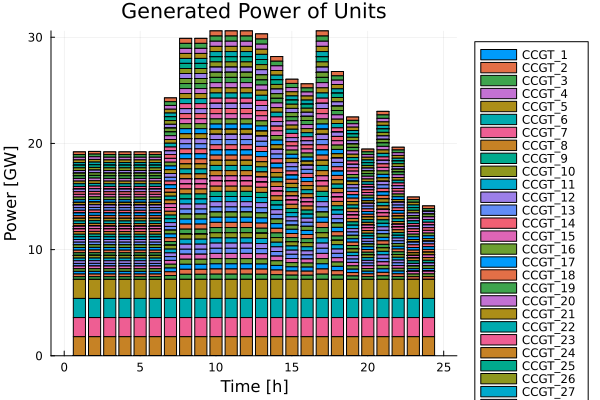 Generated Power of Units
Power [GW]
30
20
10
0
0 5 10 15 20 25
Time [h]
CCGT_1
CCGT_2
CCGT_3
CCGT_4
CCGT_5
CCGT_6
CCGT_7
CCGT_8
CCGT_9
CCGT_10
CCGT_11
CCGT_12
CCGT_13
CCGT_14
CCGT_15
CCGT_16
CCGT_17
CCGT_18
CCGT_19
CCGT_20
CCGT_21
CCGT_22
CCGT_23
CCGT_24
CCGT_25
CCGT_26
CCGT_27